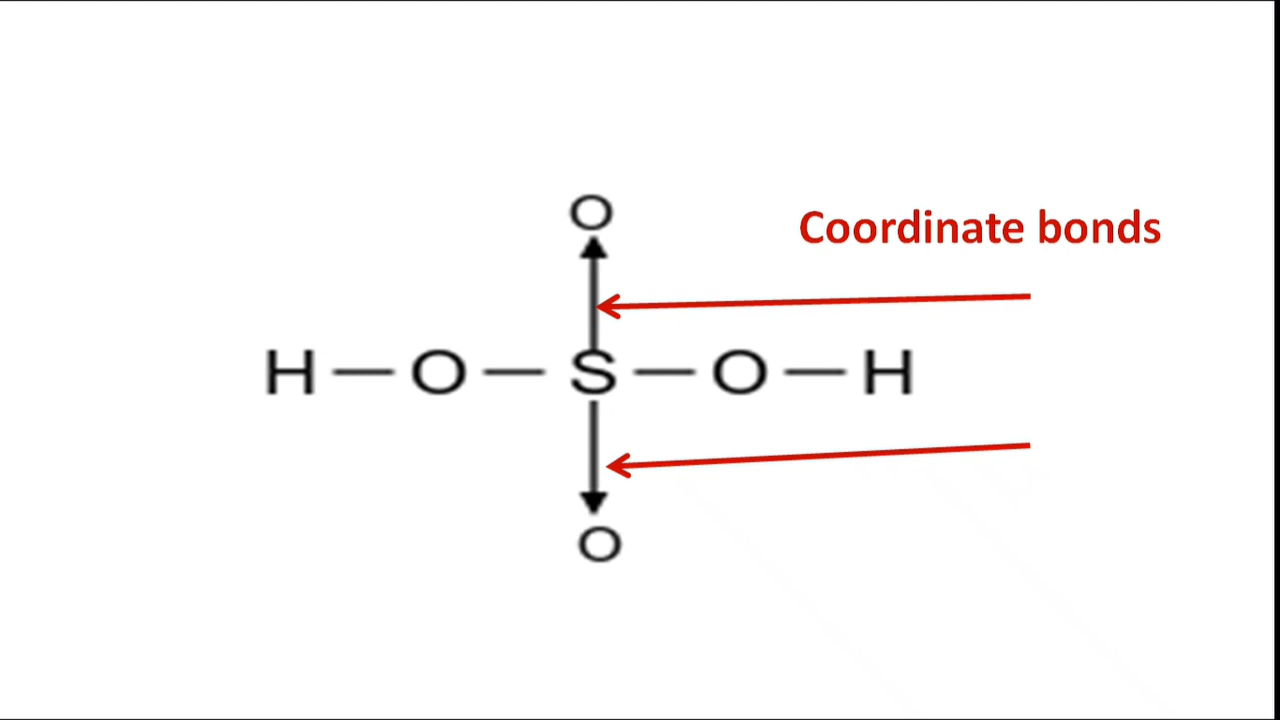 O
Coordinate bonds
H — O — S — O — H
O